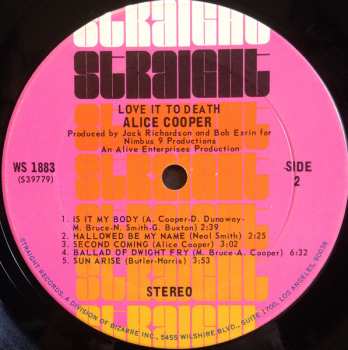 STRAIGHT
STRAIGHT
LOVE IT TO DEATH
ALICE COOPER
Produced by Jack Richardson and Bob Ezrin for
Nimbus 9 Productions
An Alive Enterprises Production
WS 1883
(S39779)
SIDE
2
1 IS IT MY BODY (A. Cooper-D. Dunaway-
M. Bruce-N. Smith-G. Buxton) 2:39
2 HALLOWED BE MY NAME (Neal Smith) 2:25
3 SECOND COMING (Alice Cooper) 3:02
4 BALLAD OF DWIGHT FRY (M. Bruce-A. Cooper) 6:32
5 SUN ARISE (Butler-Harris) 3:53
STEREO
STRAIGHT
STRAIGHT RECORDS, A DIVISION OF BIZARRE INC., 5455 WILSHIRE BLVD., SUITE 1700, LOS ANGELES, 90036